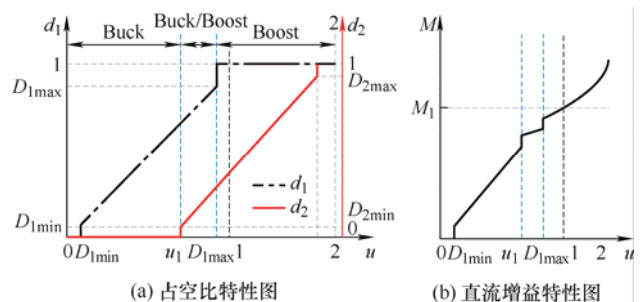 d₁ Buck/Boost d₂
Buck Boost 2
1 1
D₁max D₂max
d₁
d₂
D₁min D₂min
0
0 D₁min u₁ D₁max 1 2 u
(a) 占空比特性图
M
M₁
0 D₁min u₁ D₁max 1 2 u
(b) 直流增益特性图